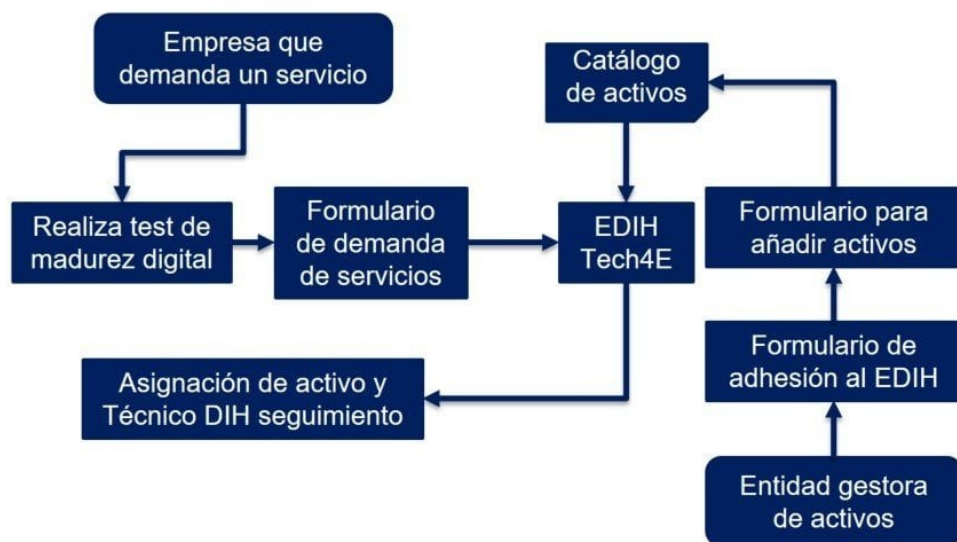 Empresa que
demanda un servicio
Catálogo
de activos
Realiza test de
madurez digital
Formulario
de demanda
de servicios
EDIH
Tech4E
Formulario para
añadir activos
Asignación de activo y
Técnico DIH seguimiento
Formulario de
adhesión al EDIH
Entidad gestora
de activos